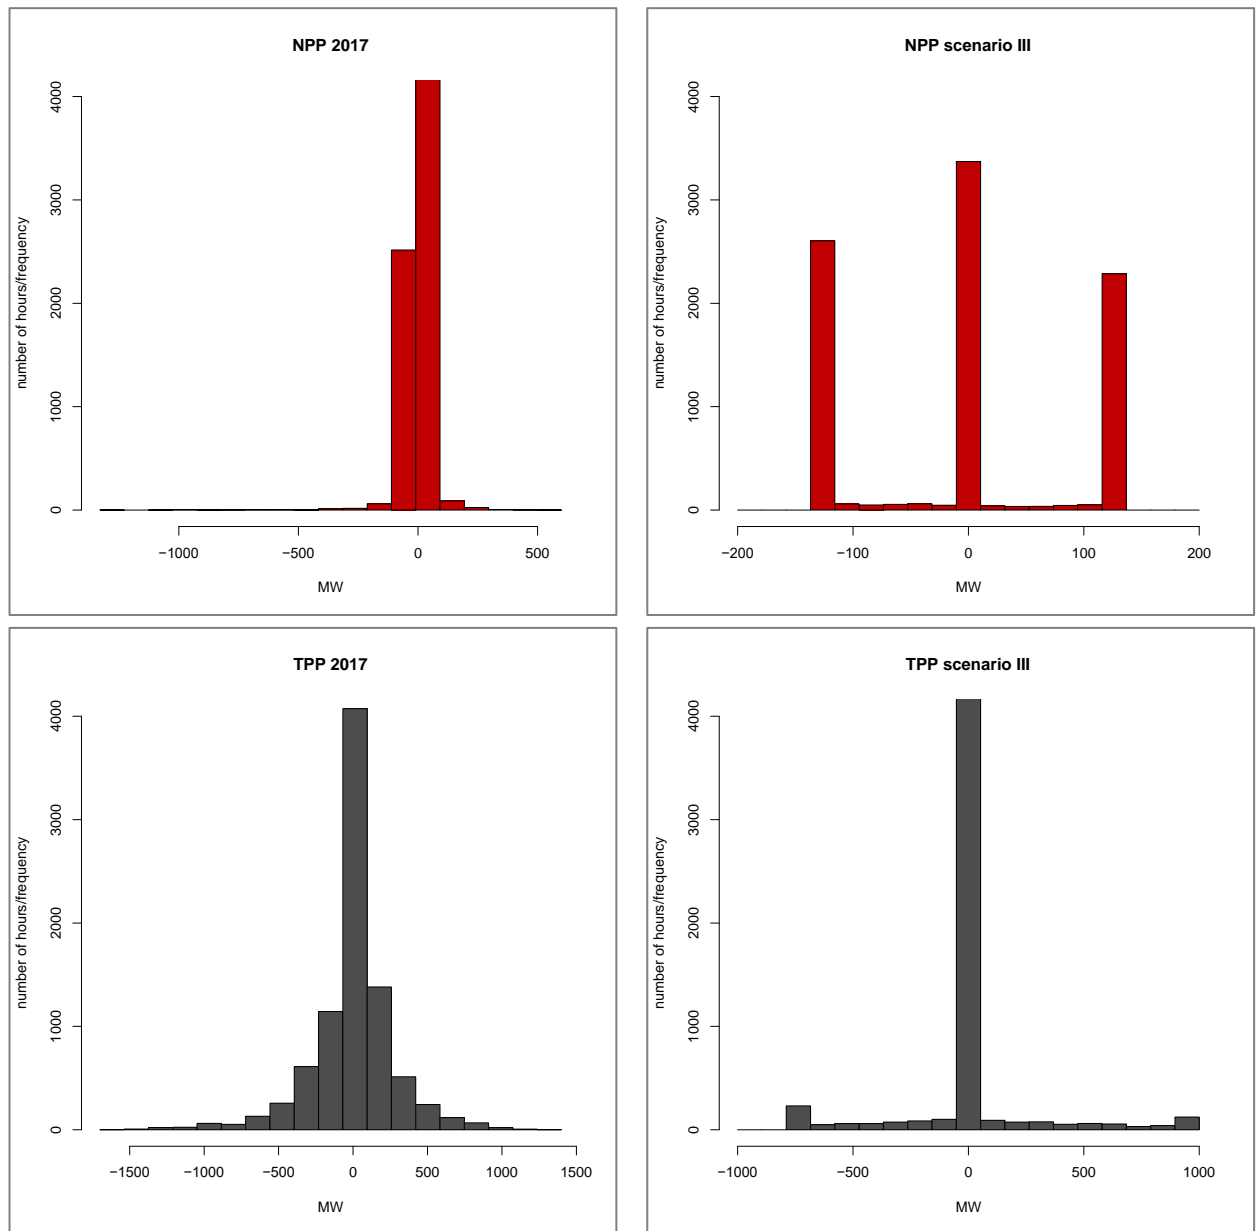 NPP 2017
4000
3000
2000
1000
0
number of hours/frequency
−1000 −500 0 500
MW
NPP scenario III
4000
3000
2000
1000
0
number of hours/frequency
−200 −100 0 100 200
MW
TPP 2017
4000
3000
2000
1000
0
number of hours/frequency
−1500 −1000 −500 0 500 1000 1500
MW
TPP scenario III
4000
3000
2000
1000
0
number of hours/frequency
−1000 −500 0 500 1000
MW